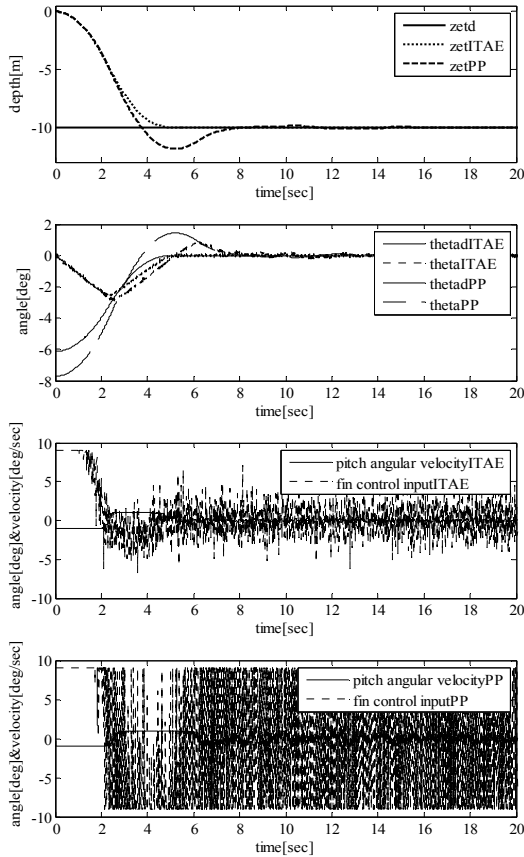 0
-5
-10
depth[m]
zetd
zetITAE
zetPP
0 2 4 6 8 10 12 14 16 18 20
time[sec]
2
0
-2
-4
-6
-8
angle[deg]
thetadITAE
thetaITAE
thetadPP
thetaPP
0 2 4 6 8 10 12 14 16 18 20
time[sec]
10
5
0
-5
-10
angle[deg]&velocity[deg/sec]
pitch angular velocityITAE
fin control inputITAE
0 2 4 6 8 10 12 14 16 18 20
time[sec]
10
5
0
-5
-10
angle[deg]&velocity[deg/sec]
pitch angular velocityPP
fin control inputPP
0 2 4 6 8 10 12 14 16 18 20
time[sec]